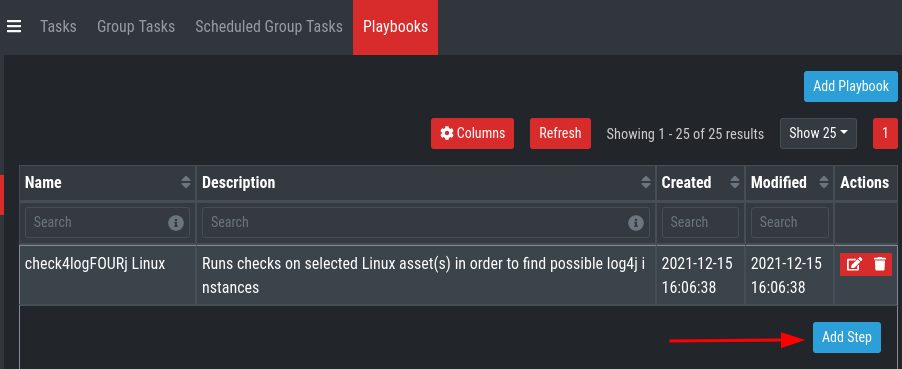 Tasks Group Tasks Scheduled Group Tasks Playbooks
Add Playbook
Columns Refresh Showing 1 - 25 of 25 results Show 25 1
Name Description Created Modified Actions
Search Search Search Search
check4logFOURj Linux Runs checks on selected Linux asset(s) in order to find possible log4j i 2021-12-15 2021-12-15
nstances 16:06:38 16:06:38
Add Step